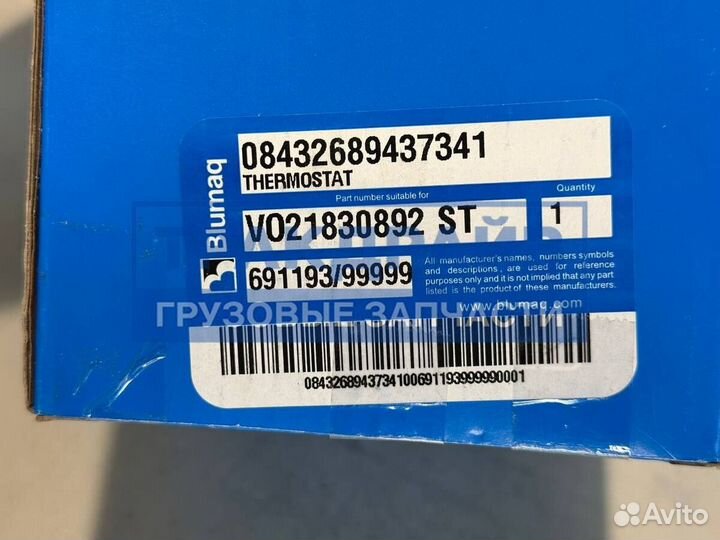 Blumaq
08432689437341
THERMOSTAT
Part number suitable for
Quantity
VO21830892 ST
1
691193/99999
All manufacturer's names, numbers symbols
and descriptions, are used for reference
purposes only and it is not implied that any part
listed is the product of these manufacturers.
www.blumaq.com
ТРАКДРАЙВ
ГРУЗОВЫЕ ЗАПЧАСТИ
08432689437341006911939999900001
Avito